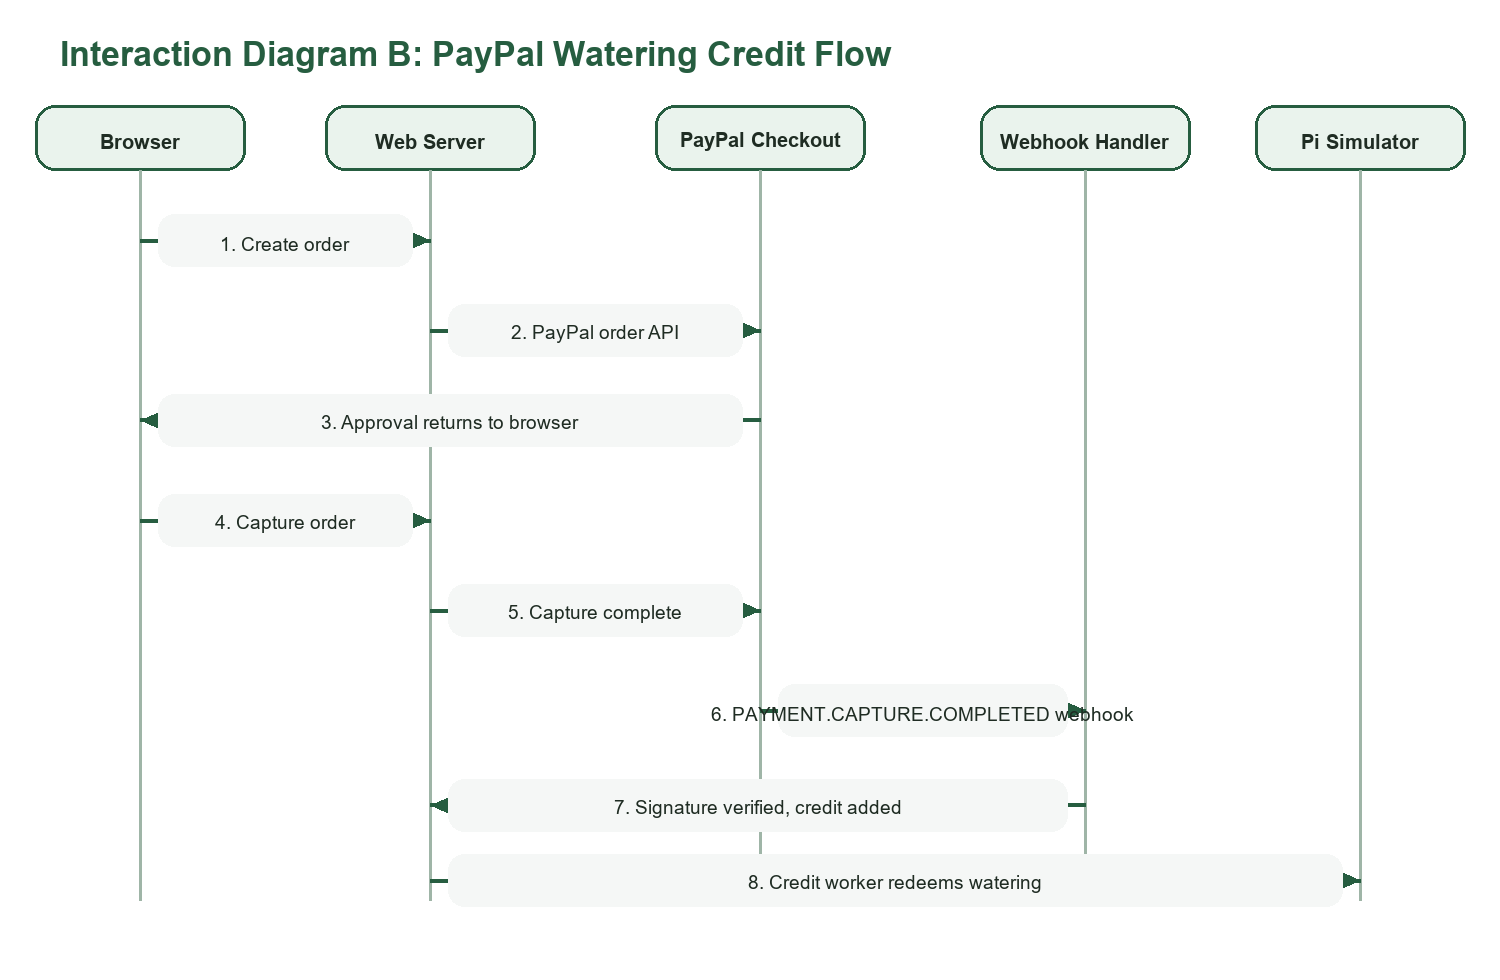 Interaction Diagram B: PayPal Watering Credit Flow
Browser
Web Server
PayPal Checkout
Webhook Handler
Pi Simulator
1. Create order
2. PayPal order API
3. Approval returns to browser
4. Capture order
5. Capture complete
6. PAYMENT.CAPTURE.COMPLETED webhook
7. Signature verified, credit added
8. Credit worker redeems watering